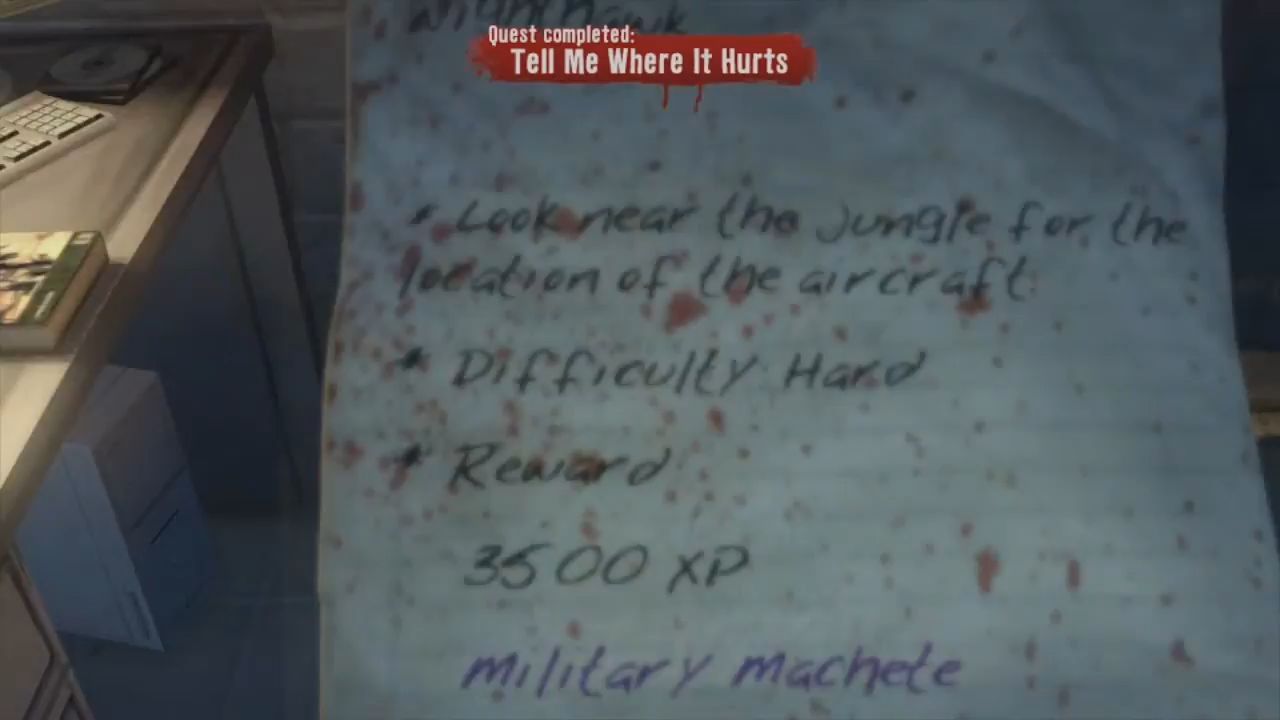 Nighthawk
Quest completed:
Tell Me Where It Hurts
* Look near the jungle for the
location of the aircraft.
* Difficulty Hard
* Reward
3500 XP
military machete